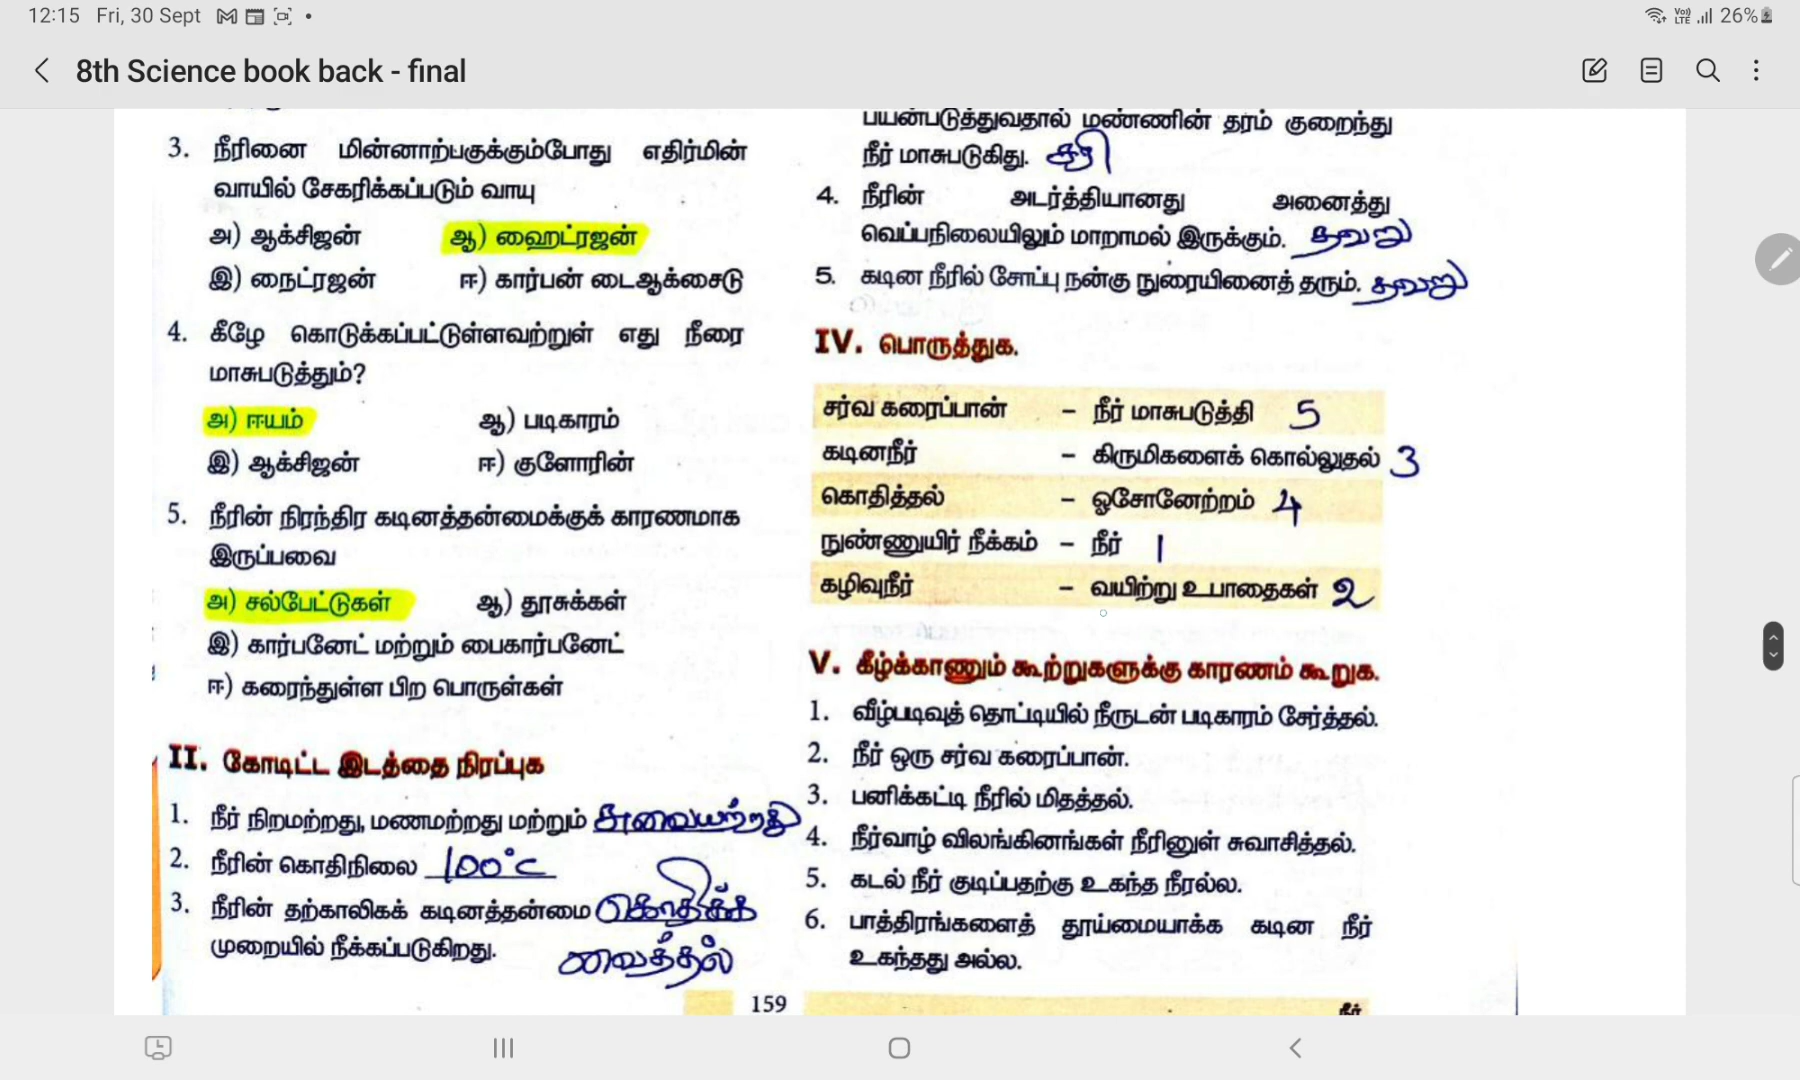 12:15 Fri, 30 Sept
Vo)) LTE 26%
8th Science book back - final
3. நீரினை மின்னாற்பகுக்கும்போது எதிர்மின்
வாயில் சேகரிக்கப்படும் வாயு
அ) ஆக்சிஜன் ஆ) ஹைட்ரஜன்
இ) நைட்ரஜன் ஈ) கார்பன் டைஆக்சைடு
4. கீழே கொடுக்கப்பட்டுள்ளவற்றுள் எது நீரை
மாசுபடுத்தும்?
அ) ஈயம் ஆ) படிகாரம்
இ) ஆக்சிஜன் ஈ) குளோரின்
5. நீரின் நிரந்திர கடினத்தன்மைக்குக் காரணமாக
இருப்பவை
அ) சல்பேட்டுகள் ஆ) தூசுக்கள்
இ) கார்பனேட் மற்றும் பைகார்பனேட்
ஈ) கரைந்துள்ள பிற பொருள்கள்
II. கோடிட்ட இடத்தை நிரப்புக
1. நீர் நிறமற்றது, மணமற்றது மற்றும் சுவையற்றது
2. நீரின் கொதிநிலை 100°C
3. நீரின் தற்காலிகக் கடினத்தன்மை கொதிக்க
முறையில் நீக்கப்படுகிறது. வைத்தல்
பயன்படுத்துவதால் மண்ணின் தரம் குறைந்து
நீர் மாசுபடுகிது. சரி
4. நீரின் அடர்த்தியானது அனைத்து
வெப்பநிலையிலும் மாறாமல் இருக்கும். தவறு
5. கடின நீரில் சோப்பு நன்கு நுரையினைத் தரும். தவறு
IV. பொருத்துக.
சர்வ கரைப்பான் – நீர் மாசுபடுத்தி 5
கடினநீர் – கிருமிகளைக் கொல்லுதல் 3
கொதித்தல் – ஓசோனேற்றம் 4
நுண்ணுயிர் நீக்கம் – நீர் 1
கழிவுநீர் – வயிற்று உபாதைகள் 2
V. கீழ்க்காணும் கூற்றுகளுக்கு காரணம் கூறுக.
1. வீழ்படிவுத் தொட்டியில் நீருடன் படிகாரம் சேர்த்தல்.
2. நீர் ஒரு சர்வ கரைப்பான்.
3. பனிக்கட்டி நீரில் மிதத்தல்.
4. நீர்வாழ் விலங்கினங்கள் நீரினுள் சுவாசித்தல்.
5. கடல் நீர் குடிப்பதற்கு உகந்த நீரல்ல.
6. பாத்திரங்களைத் தூய்மையாக்க கடின நீர்
உகந்தது அல்ல.
159
நீர்